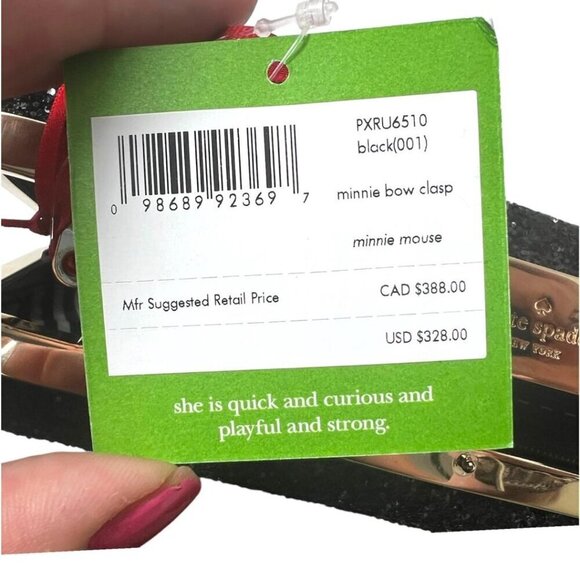 PXRU6510
black(001)
0 98689 92369 7
minnie bow clasp
minnie mouse
Mfr Suggested Retail Price CAD $388.00
USD $328.00
she is quick and curious and
playful and strong.
te spade
NEW YORK